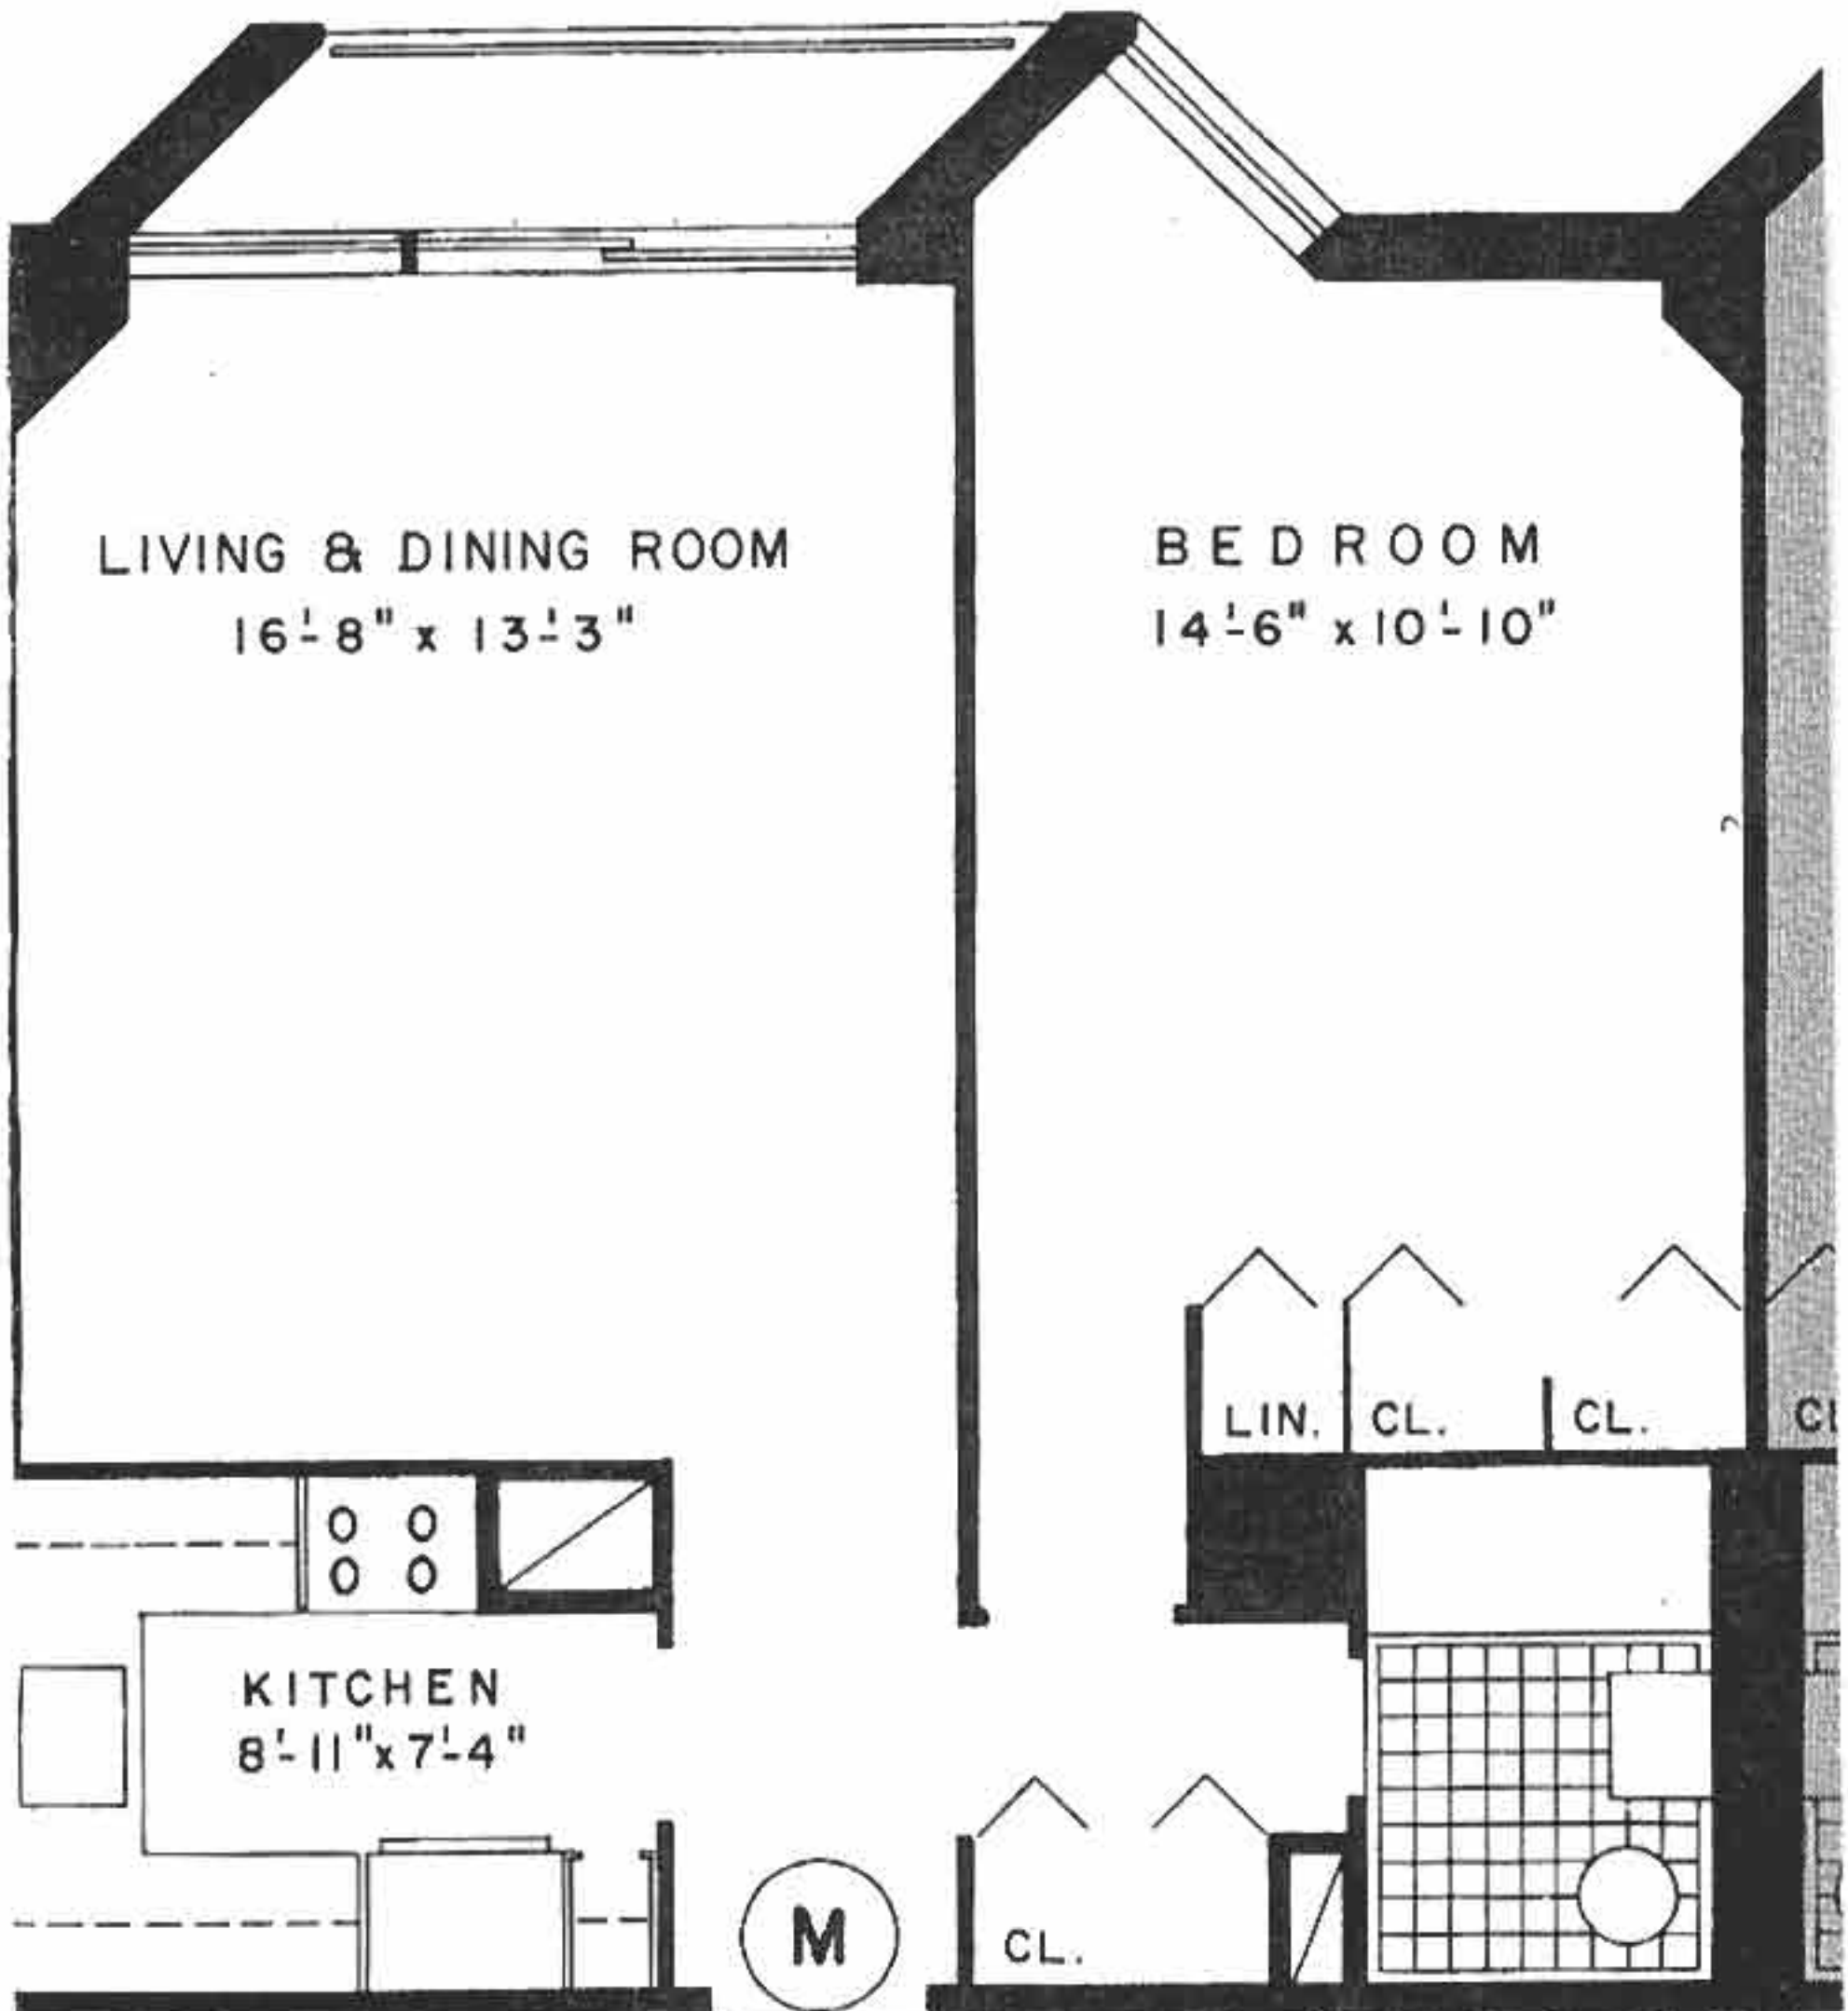 LIVING & DINING ROOM
16'-8" x 13'-3"
BEDROOM
14'-6" x 10'-10"
LIN.
CL.
CL.
KITCHEN
8'-11" x 7'-4"
CL.
M